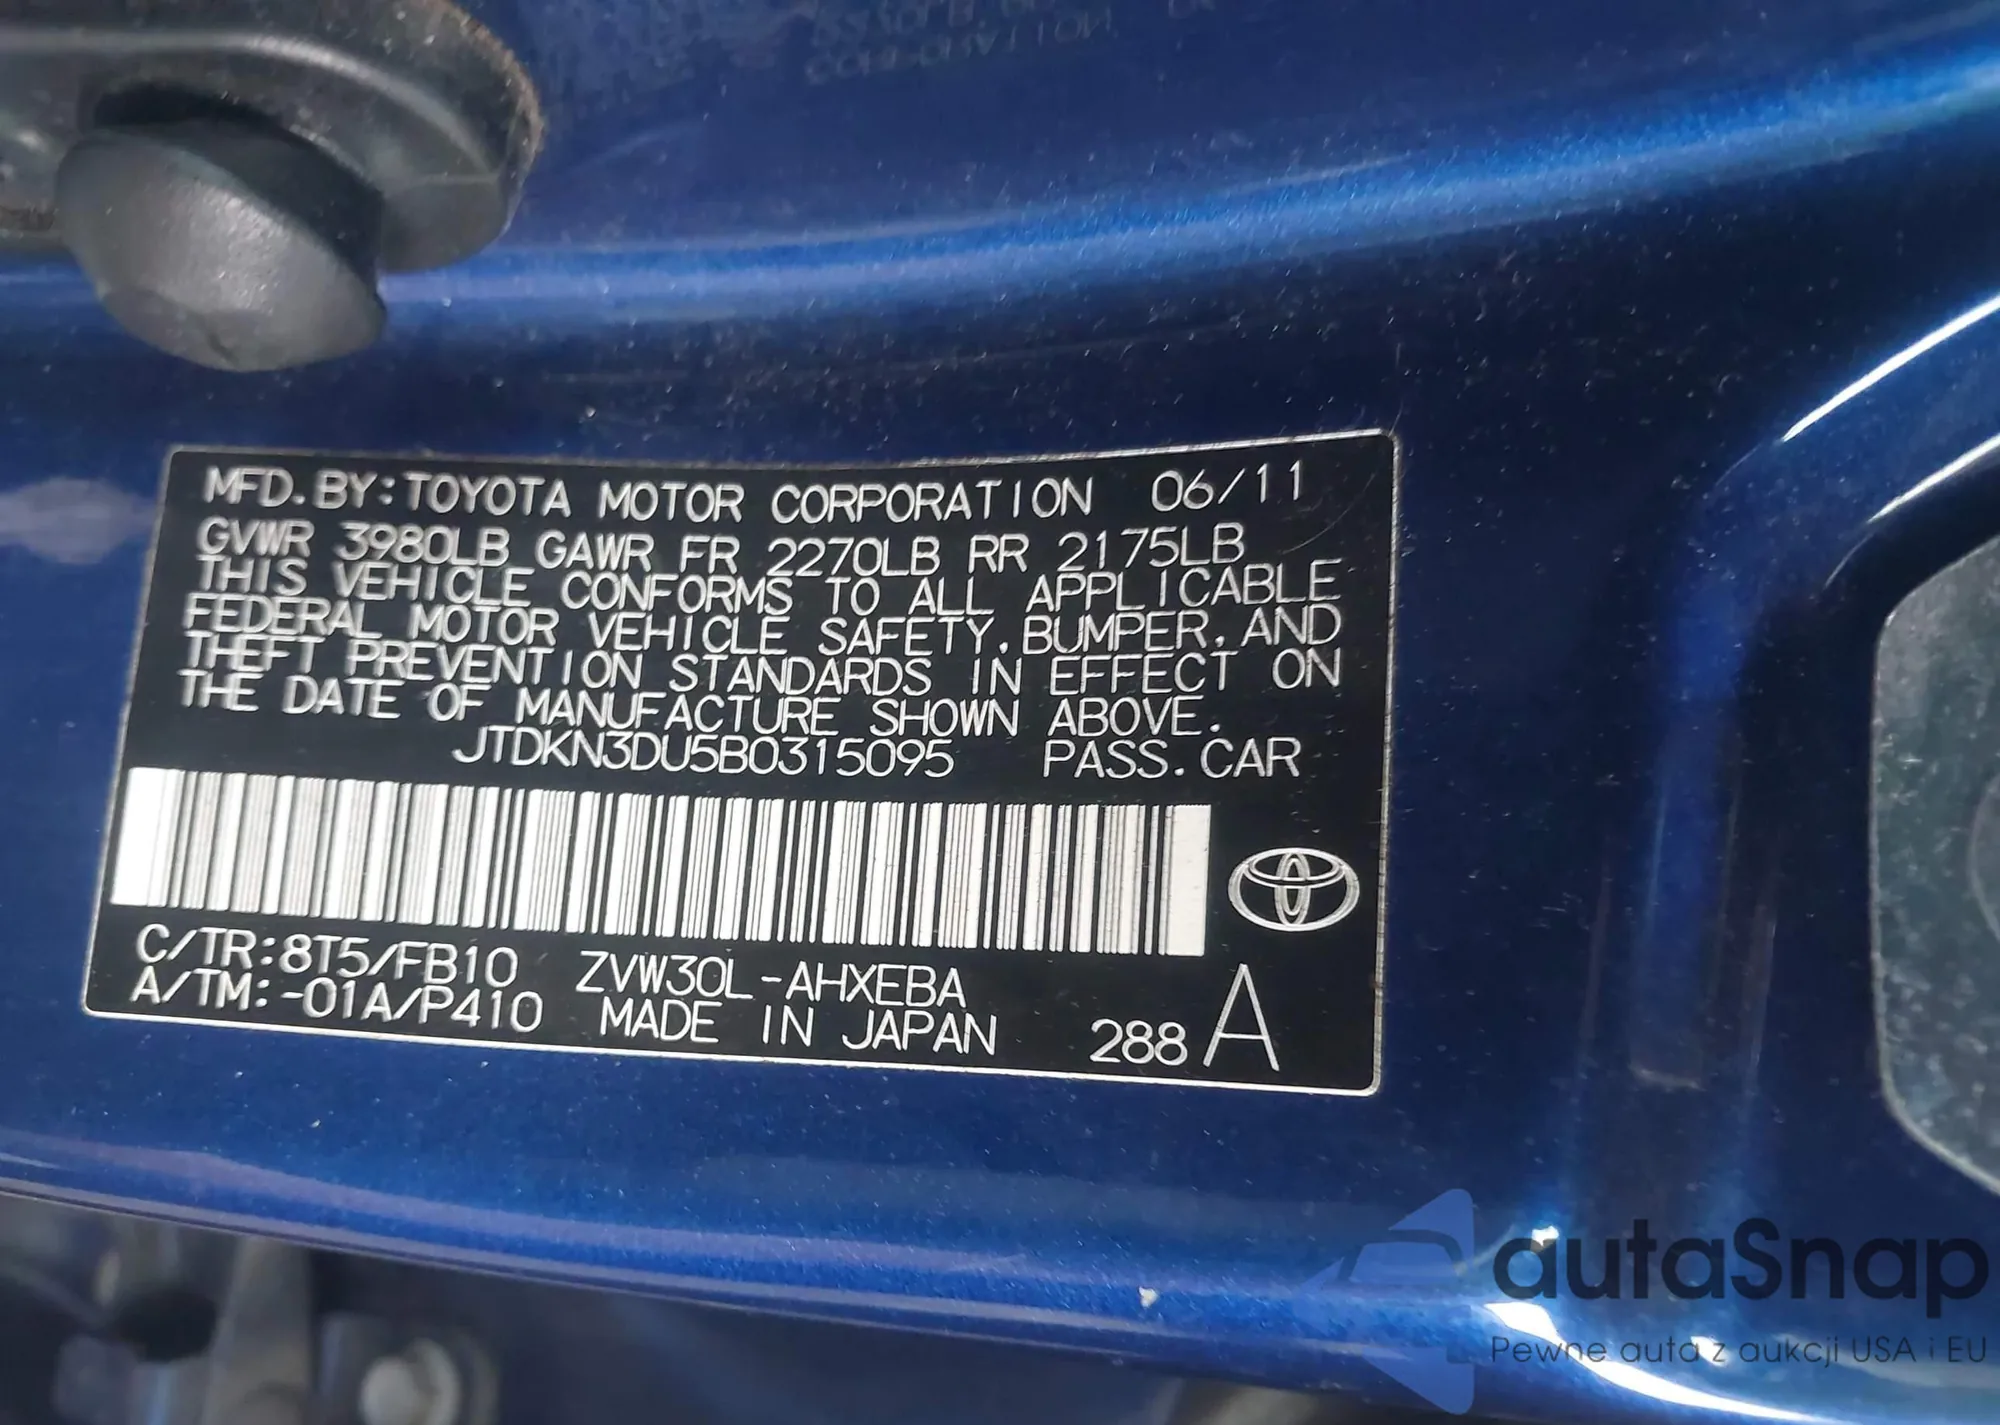 MFD.BY:TOYOTA MOTOR CORPORATION 06/11
GVWR 3980LB GAWR FR 2270LB RR 2175LB
THIS VEHICLE CONFORMS TO ALL APPLICABLE
FEDERAL MOTOR VEHICLE SAFETY,BUMPER,AND
THEFT PREVENTION STANDARDS IN EFFECT ON
THE DATE OF MANUFACTURE SHOWN ABOVE.
JTDKN3DU5B0315095 PASS.CAR
C/TR:8T5/FB10 ZVW30L-AHXEBA
A/TM:-01A/P410 MADE IN JAPAN 288 A
autaSnap
Pewne auta z aukcji USA i EU